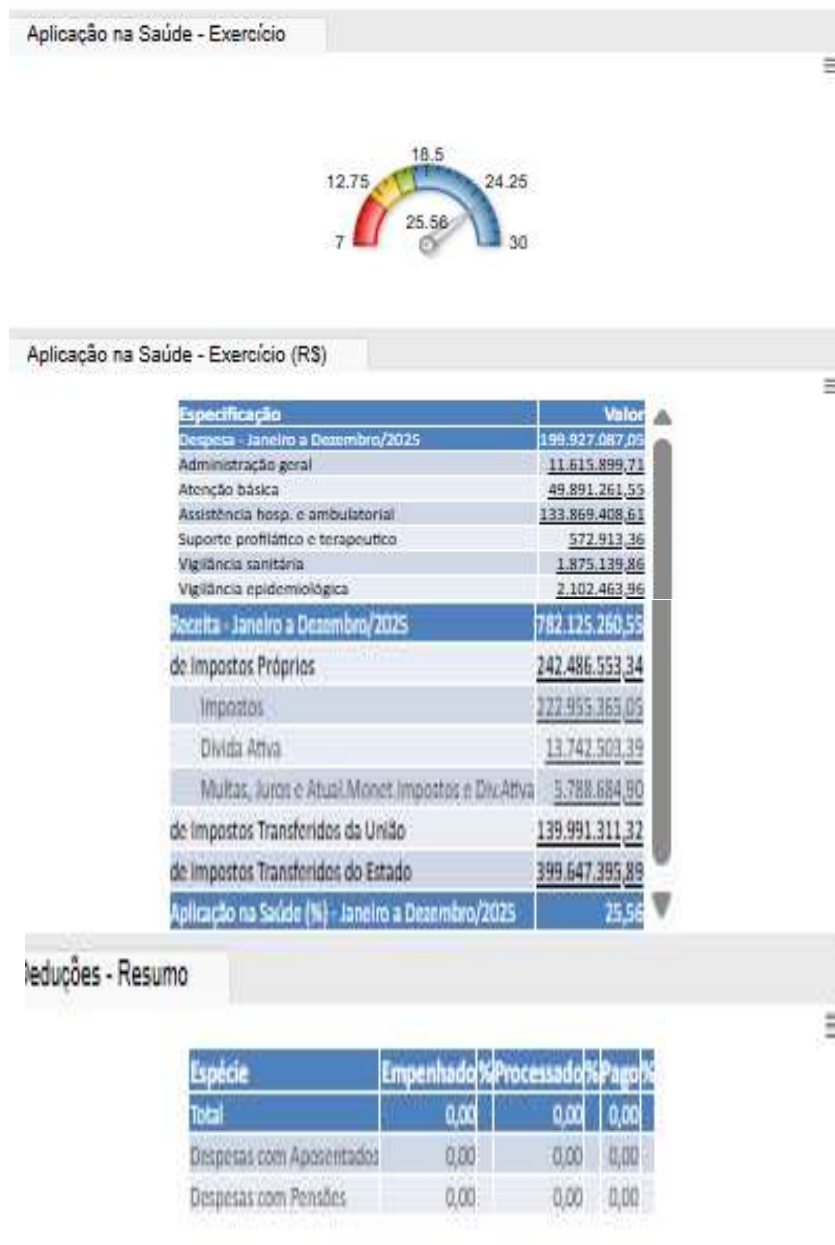 Aplicação na Saúde - Exercício
18.5
12.75 24.25
25.56
7 30
Aplicação na Saúde - Exercício (R$)
Especificação Valor
Despesa - Janeiro a Dezembro/2025 199.927.087,05
Administração geral 11.615.899,71
Atenção básica 49.891.261,55
Assistência hosp. e ambulatorial 133.869.408,61
Suporte profilático e terapeutico 572.913,36
Vigilância sanitária 1.875.139,86
Vigilância epidemiológica 2.102.463,96
Receita - Janeiro a Dezembro/2025 782.125.260,55
de Impostos Próprios 242.486.553,34
Impostos 222.955.365,05
Divida Ativa 13.742.503,39
Multas, Juros e Atual.Monet.Impostos e Div.Ativa 5.788.684,90
de Impostos Transferidos da União 139.991.311,32
de Impostos Transferidos do Estado 399.647.395,89
Aplicação na Saúde (%) - Janeiro a Dezembro/2025 25,56
Deduções - Resumo
Espécie Empenhado % Processado % Pago %
Total 0,00 0,00 0,00
Despesas com Aposentados 0,00 0,00 0,00
Despesas com Pensões 0,00 0,00 0,00